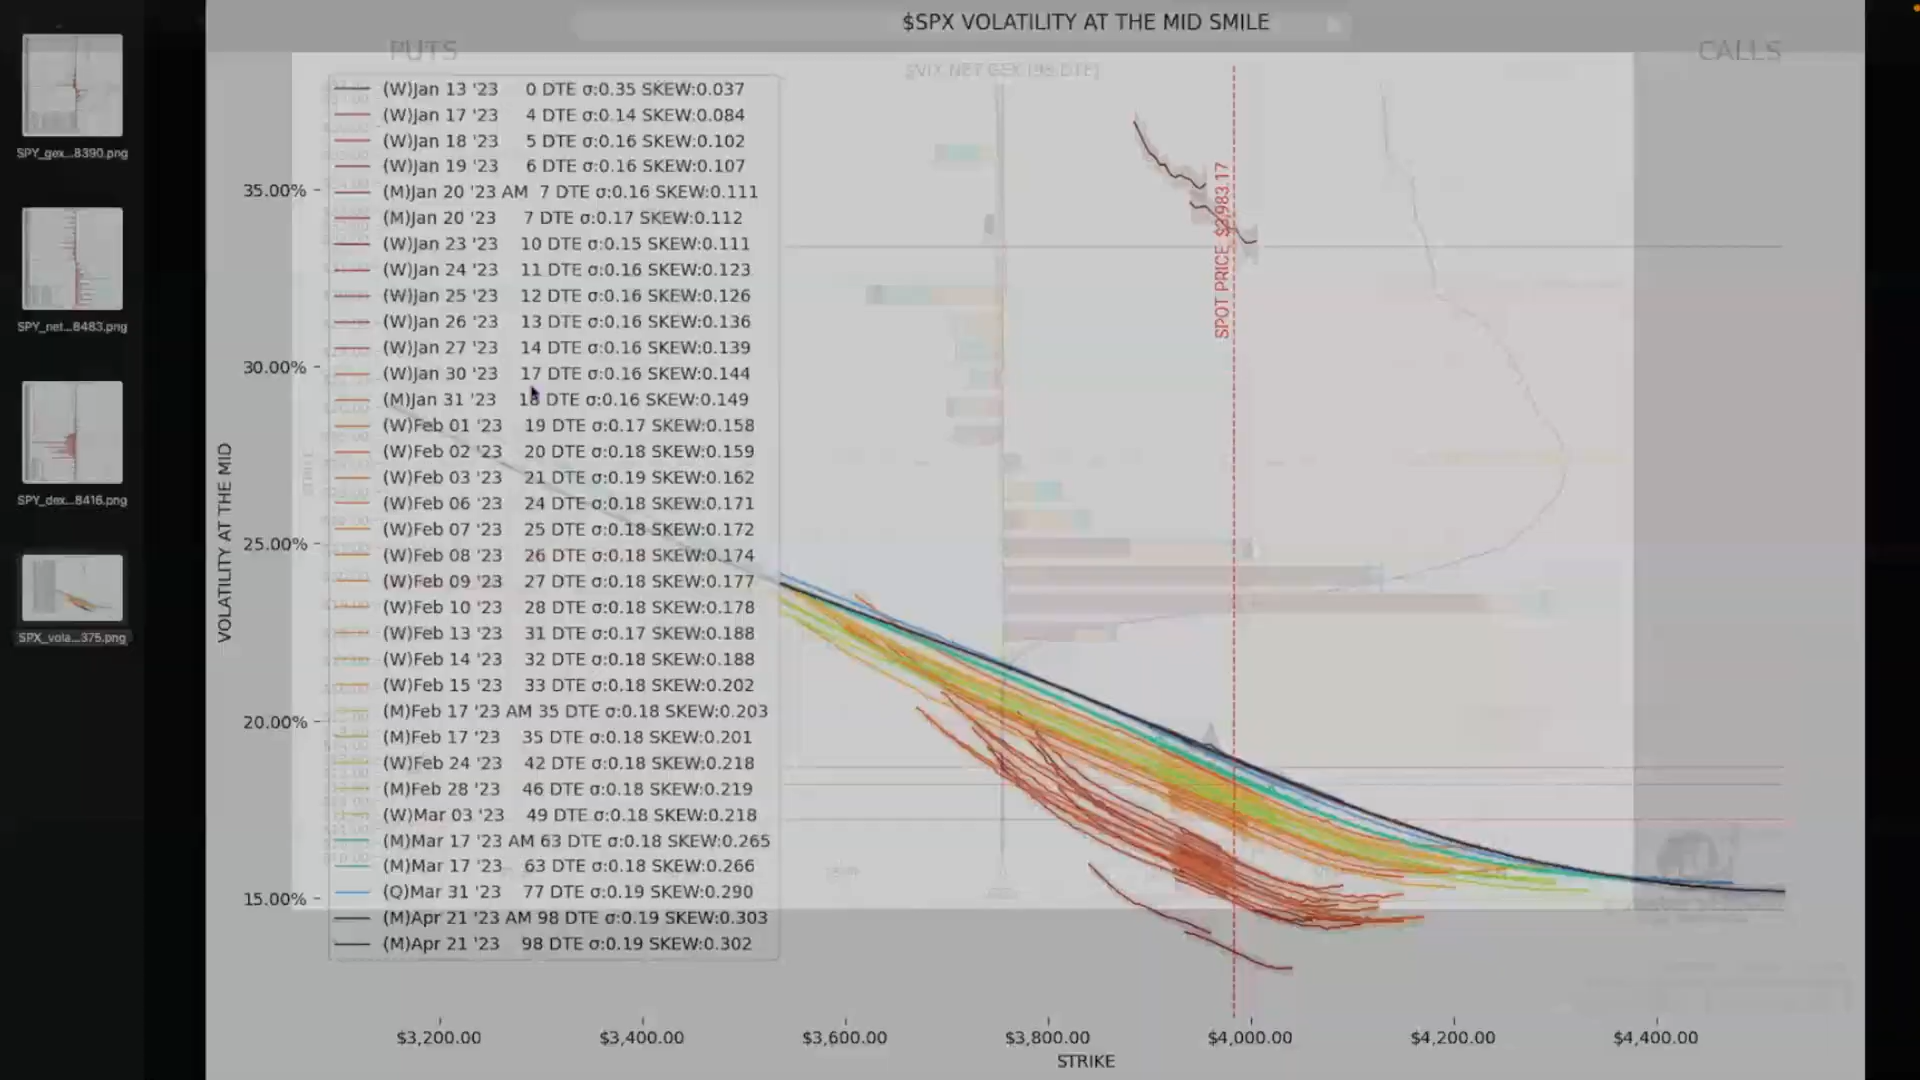 $SPX VOLATILITY AT THE MID SMILE
PUTS
CALLS
$VIX NET GEX [95 DTE]
SPY_gex...8390.png
SPY_net...8483.png
SPY_dex...8416.png
SPX_vola...375.png
(W)Jan 13 '23 0 DTE σ:0.35 SKEW:0.037
(W)Jan 17 '23 4 DTE σ:0.14 SKEW:0.084
(W)Jan 18 '23 5 DTE σ:0.16 SKEW:0.102
(W)Jan 19 '23 6 DTE σ:0.16 SKEW:0.107
(M)Jan 20 '23 AM 7 DTE σ:0.16 SKEW:0.111
(M)Jan 20 '23 7 DTE σ:0.17 SKEW:0.112
(W)Jan 23 '23 10 DTE σ:0.15 SKEW:0.111
(W)Jan 24 '23 11 DTE σ:0.16 SKEW:0.123
(W)Jan 25 '23 12 DTE σ:0.16 SKEW:0.126
(W)Jan 26 '23 13 DTE σ:0.16 SKEW:0.136
(W)Jan 27 '23 14 DTE σ:0.16 SKEW:0.139
(W)Jan 30 '23 17 DTE σ:0.16 SKEW:0.144
(M)Jan 31 '23 18 DTE σ:0.16 SKEW:0.149
(W)Feb 01 '23 19 DTE σ:0.17 SKEW:0.158
(W)Feb 02 '23 20 DTE σ:0.18 SKEW:0.159
(W)Feb 03 '23 21 DTE σ:0.19 SKEW:0.162
(W)Feb 06 '23 24 DTE σ:0.18 SKEW:0.171
(W)Feb 07 '23 25 DTE σ:0.18 SKEW:0.172
(W)Feb 08 '23 26 DTE σ:0.18 SKEW:0.174
(W)Feb 09 '23 27 DTE σ:0.18 SKEW:0.177
(W)Feb 10 '23 28 DTE σ:0.18 SKEW:0.178
(W)Feb 13 '23 31 DTE σ:0.17 SKEW:0.188
(W)Feb 14 '23 32 DTE σ:0.18 SKEW:0.188
(W)Feb 15 '23 33 DTE σ:0.18 SKEW:0.202
(M)Feb 17 '23 AM 35 DTE σ:0.18 SKEW:0.203
(M)Feb 17 '23 35 DTE σ:0.18 SKEW:0.201
(W)Feb 24 '23 42 DTE σ:0.18 SKEW:0.218
(M)Feb 28 '23 46 DTE σ:0.18 SKEW:0.219
(W)Mar 03 '23 49 DTE σ:0.18 SKEW:0.218
(M)Mar 17 '23 AM 63 DTE σ:0.18 SKEW:0.265
(M)Mar 17 '23 63 DTE σ:0.18 SKEW:0.266
(Q)Mar 31 '23 77 DTE σ:0.19 SKEW:0.290
(M)Apr 21 '23 AM 98 DTE σ:0.19 SKEW:0.303
(M)Apr 21 '23 98 DTE σ:0.19 SKEW:0.302
SPOT PRICE $3,983.17
VOLATILITY AT THE MID
35.00%
30.00%
25.00%
20.00%
15.00%
$3,200.00
$3,400.00
$3,600.00
$3,800.00
$4,000.00
$4,200.00
$4,400.00
STRIKE